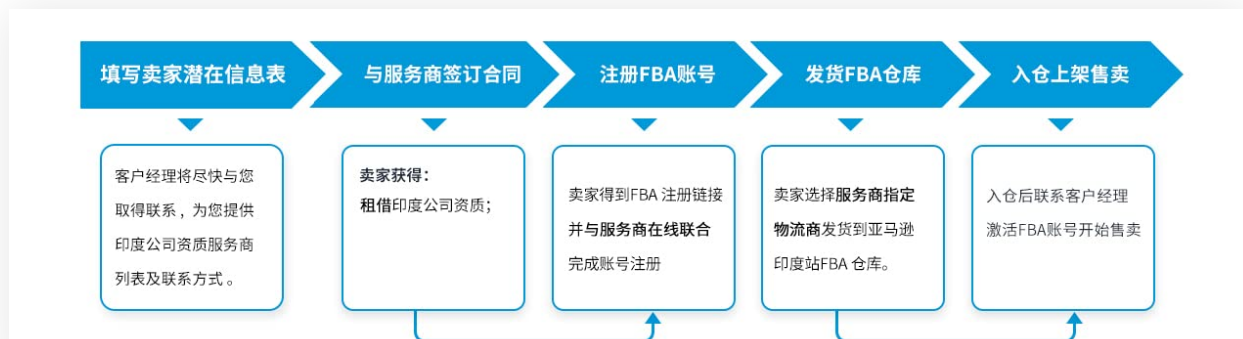 填写卖家潜在信息表
与服务商签订合同
注册FBA账号
发货FBA仓库
入仓上架售卖
客户经理将尽快与您
取得联系，为您提供
印度公司资质服务商
列表及联系方式。
卖家获得：
租借印度公司资质；
卖家得到FBA 注册链接
并与服务商在线联合
完成账号注册
卖家选择服务商指定
物流商发货到亚马逊
印度站FBA 仓库。
入仓后联系客户经理
激活FBA账号开始售卖